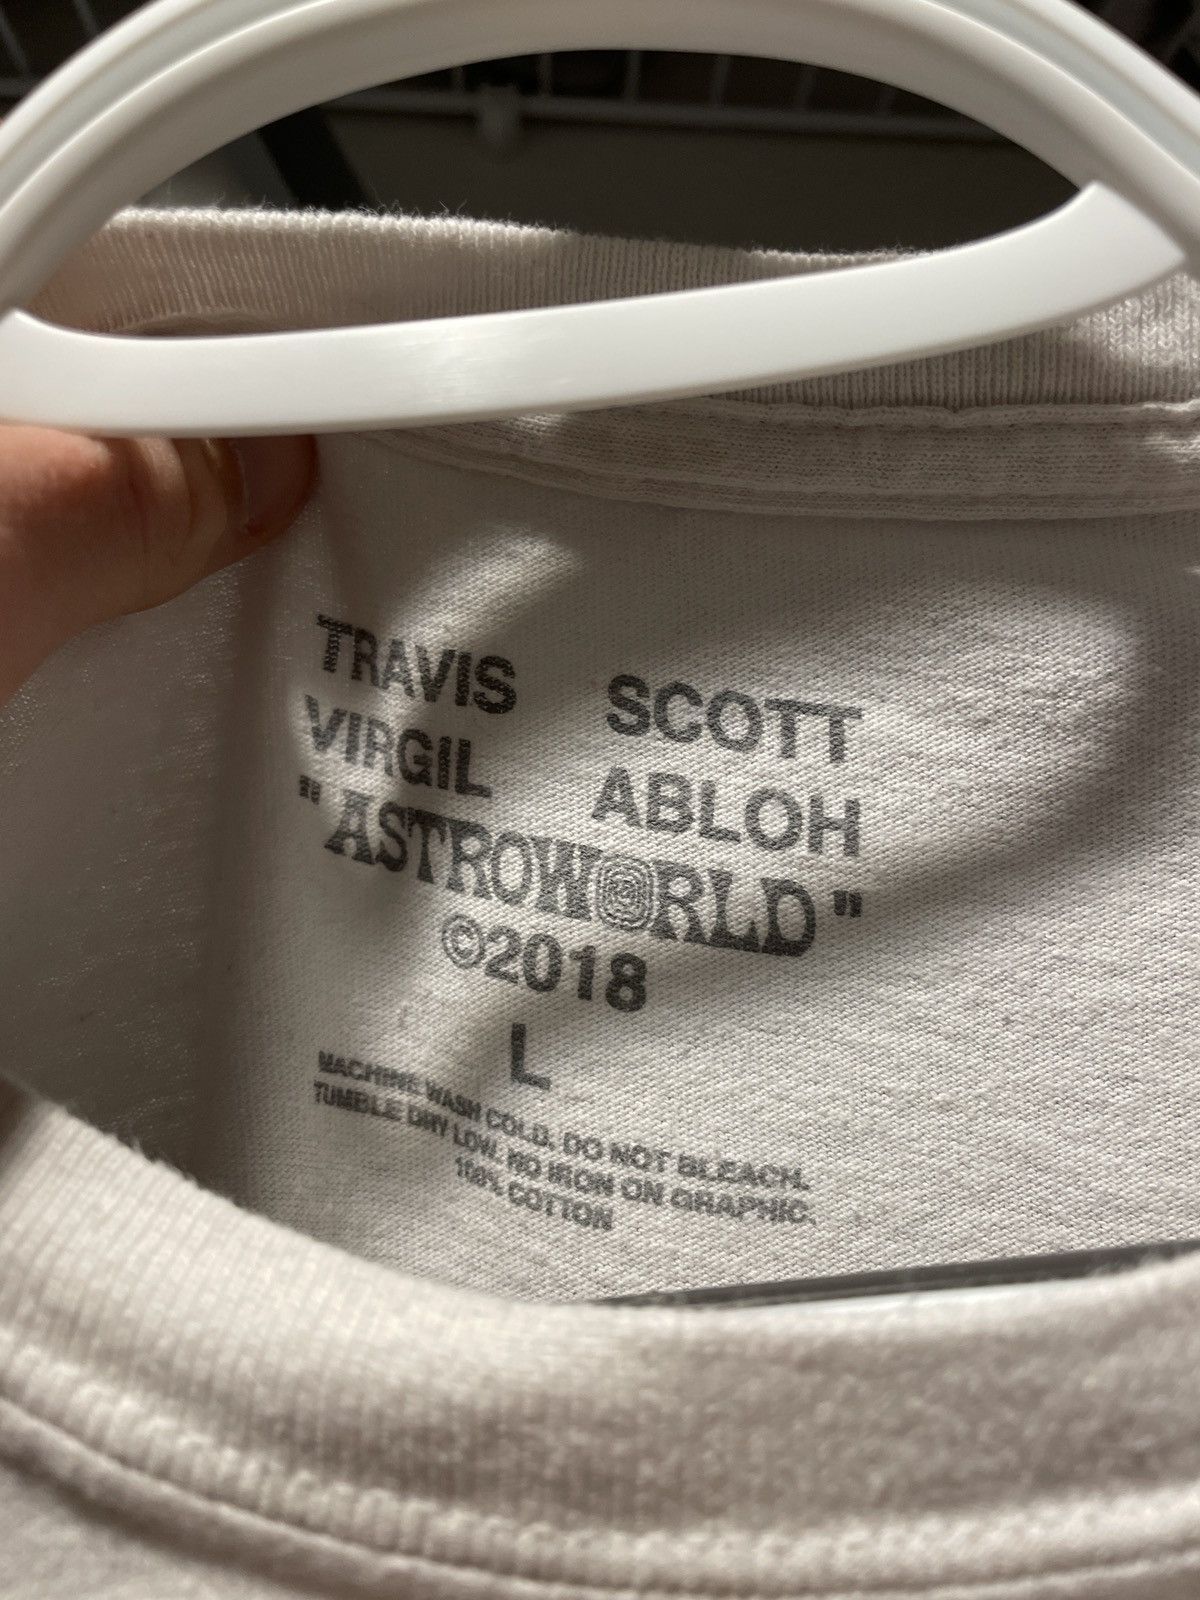 TRAVIS SCOTT
VIRGIL ABLOH
"ASTROWORLD"
©2018
L
MACHINE WASH COLD. DO NOT BLEACH.
TUMBLE DRY LOW. NO IRON ON GRAPHIC.
100% COTTON